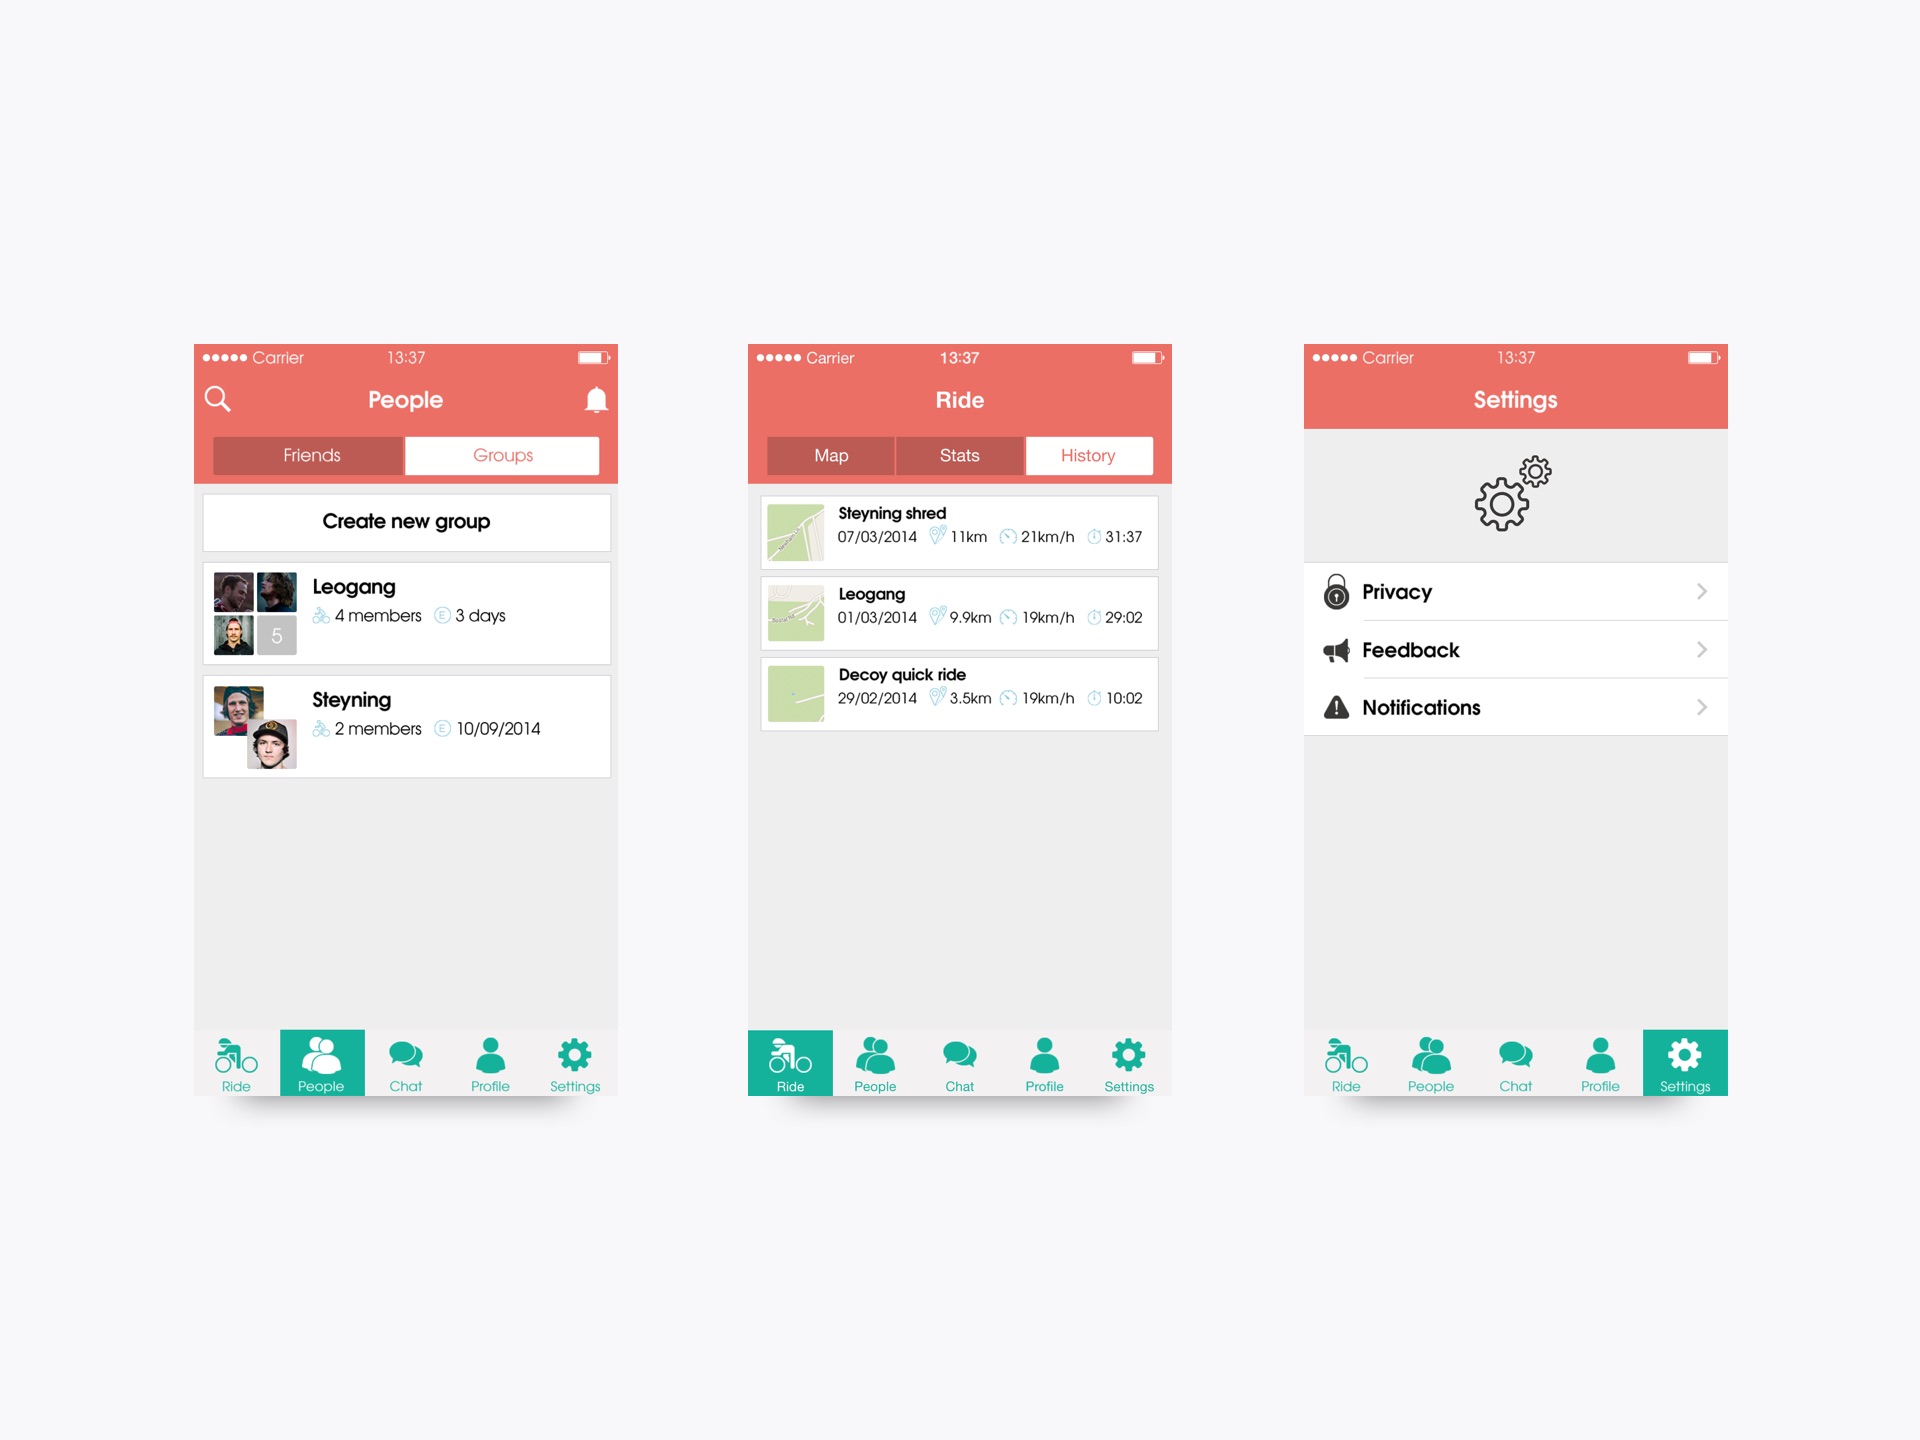 Carrier 13:37
People
Friends Groups
Create new group
Leogang
5
4 members E 3 days
Steyning
2 members E 10/09/2014
Ride People Chat Profile Settings
Carrier 13:37
Ride
Map Stats History
Steyning shred
07/03/2014 11km 21km/h 31:37
Leogang
01/03/2014 9.9km 19km/h 29:02
Decoy quick ride
29/02/2014 3.5km 19km/h 10:02
Ride People Chat Profile Settings
Carrier 13:37
Settings
Privacy
Feedback
Notifications
Ride People Chat Profile Settings